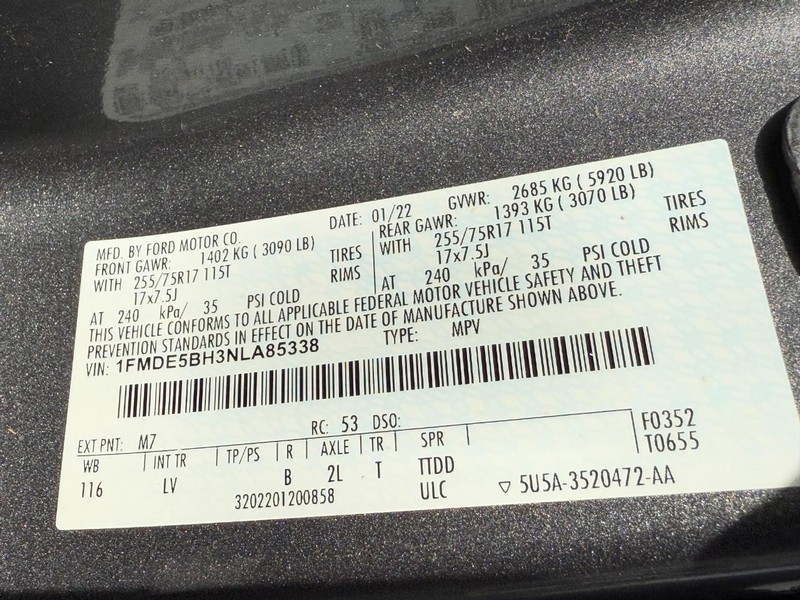 MFD. BY FORD MOTOR CO.
DATE: 01/22 GVWR: 2685 KG ( 5920 LB)
FRONT GAWR: 1402 KG ( 3090 LB) REAR GAWR: 1393 KG ( 3070 LB)
WITH 255/75R17 115T TIRES WITH 255/75R17 115T TIRES
17x7.5J RIMS 17x7.5J RIMS
AT 240 kPa/ 35 PSI COLD AT 240 kPa/ 35 PSI COLD
THIS VEHICLE CONFORMS TO ALL APPLICABLE FEDERAL MOTOR VEHICLE SAFETY AND THEFT
PREVENTION STANDARDS IN EFFECT ON THE DATE OF MANUFACTURE SHOWN ABOVE.
VIN: 1FMDE5BH3NLA85338 TYPE: MPV
EXT PNT: M7 RC: 53 DSO:
WB INT TR TP/PS R AXLE TR SPR F0352
116 LV B 2L T TTDD T0655
3202201200858 ULC ▽ 5U5A-3520472-AA